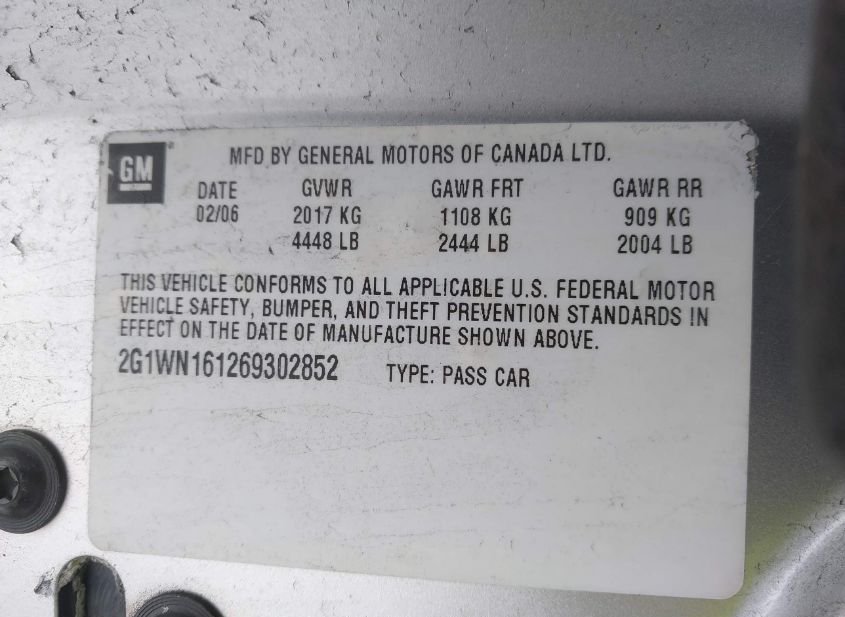 GM
MFD BY GENERAL MOTORS OF CANADA LTD.
DATE GVWR GAWR FRT GAWR RR
02/06 2017 KG 1108 KG 909 KG
4448 LB 2444 LB 2004 LB
THIS VEHICLE CONFORMS TO ALL APPLICABLE U.S. FEDERAL MOTOR
VEHICLE SAFETY, BUMPER, AND THEFT PREVENTION STANDARDS IN
EFFECT ON THE DATE OF MANUFACTURE SHOWN ABOVE.
2G1WN161269302852 TYPE: PASS CAR